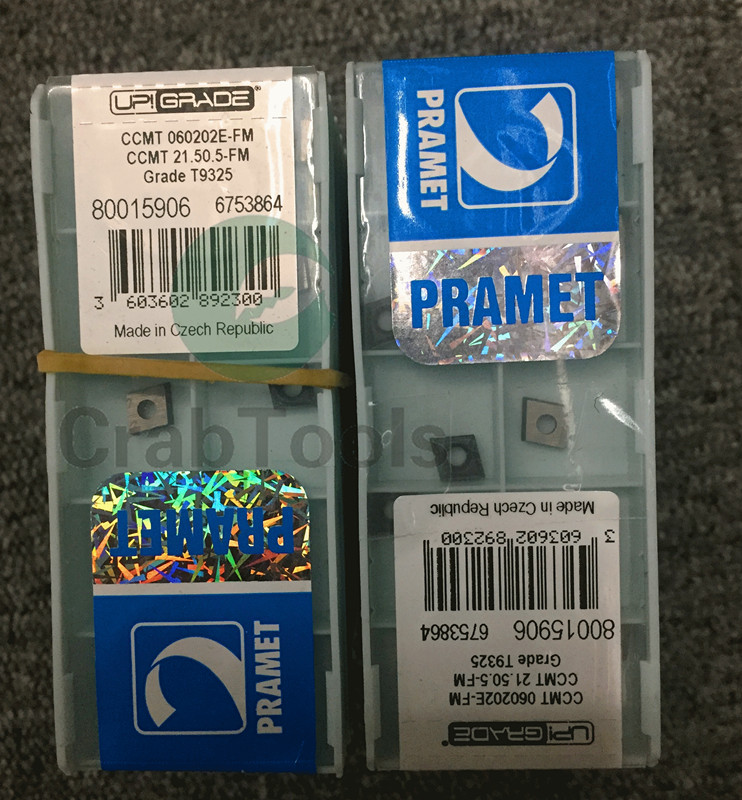 UP!GRADE®
CCMT 060202E-FM
CCMT 21.50.5-FM
Grade T9325
80015906 6753864
3 603602 892300
Made in Czech Republic
PRAMET
PRAMET
PRAMET
PRAMET
UP!GRADE®
CCMT 060202E-FM
CCMT 21.50.5-FM
Grade T9325
80015906 6753864
3 603602 892300
Made in Czech Republic
CrabTools